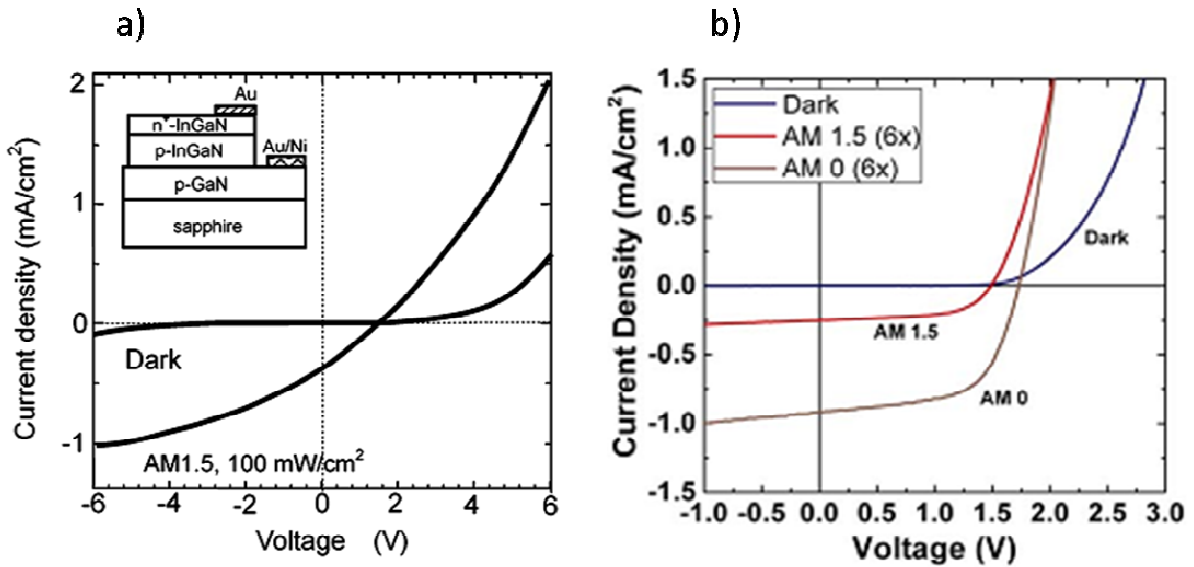 a)
2
1
0
-1
-6
-4
-2
0
2
4
6
Current density (mA/cm²)
Voltage (V)
Au
n⁺-InGaN
p-InGaN
Au/Ni
p-GaN
sapphire
Dark
AM1.5, 100 mW/cm²
b)
1.5
1.0
0.5
0.0
-0.5
-1.0
-1.5
-1.0
-0.5
0.0
0.5
1.0
1.5
2.0
2.5
3.0
Current Density (mA/cm²)
Voltage (V)
Dark
AM 1.5 (6x)
AM 0 (6x)
Dark
AM 1.5
AM 0